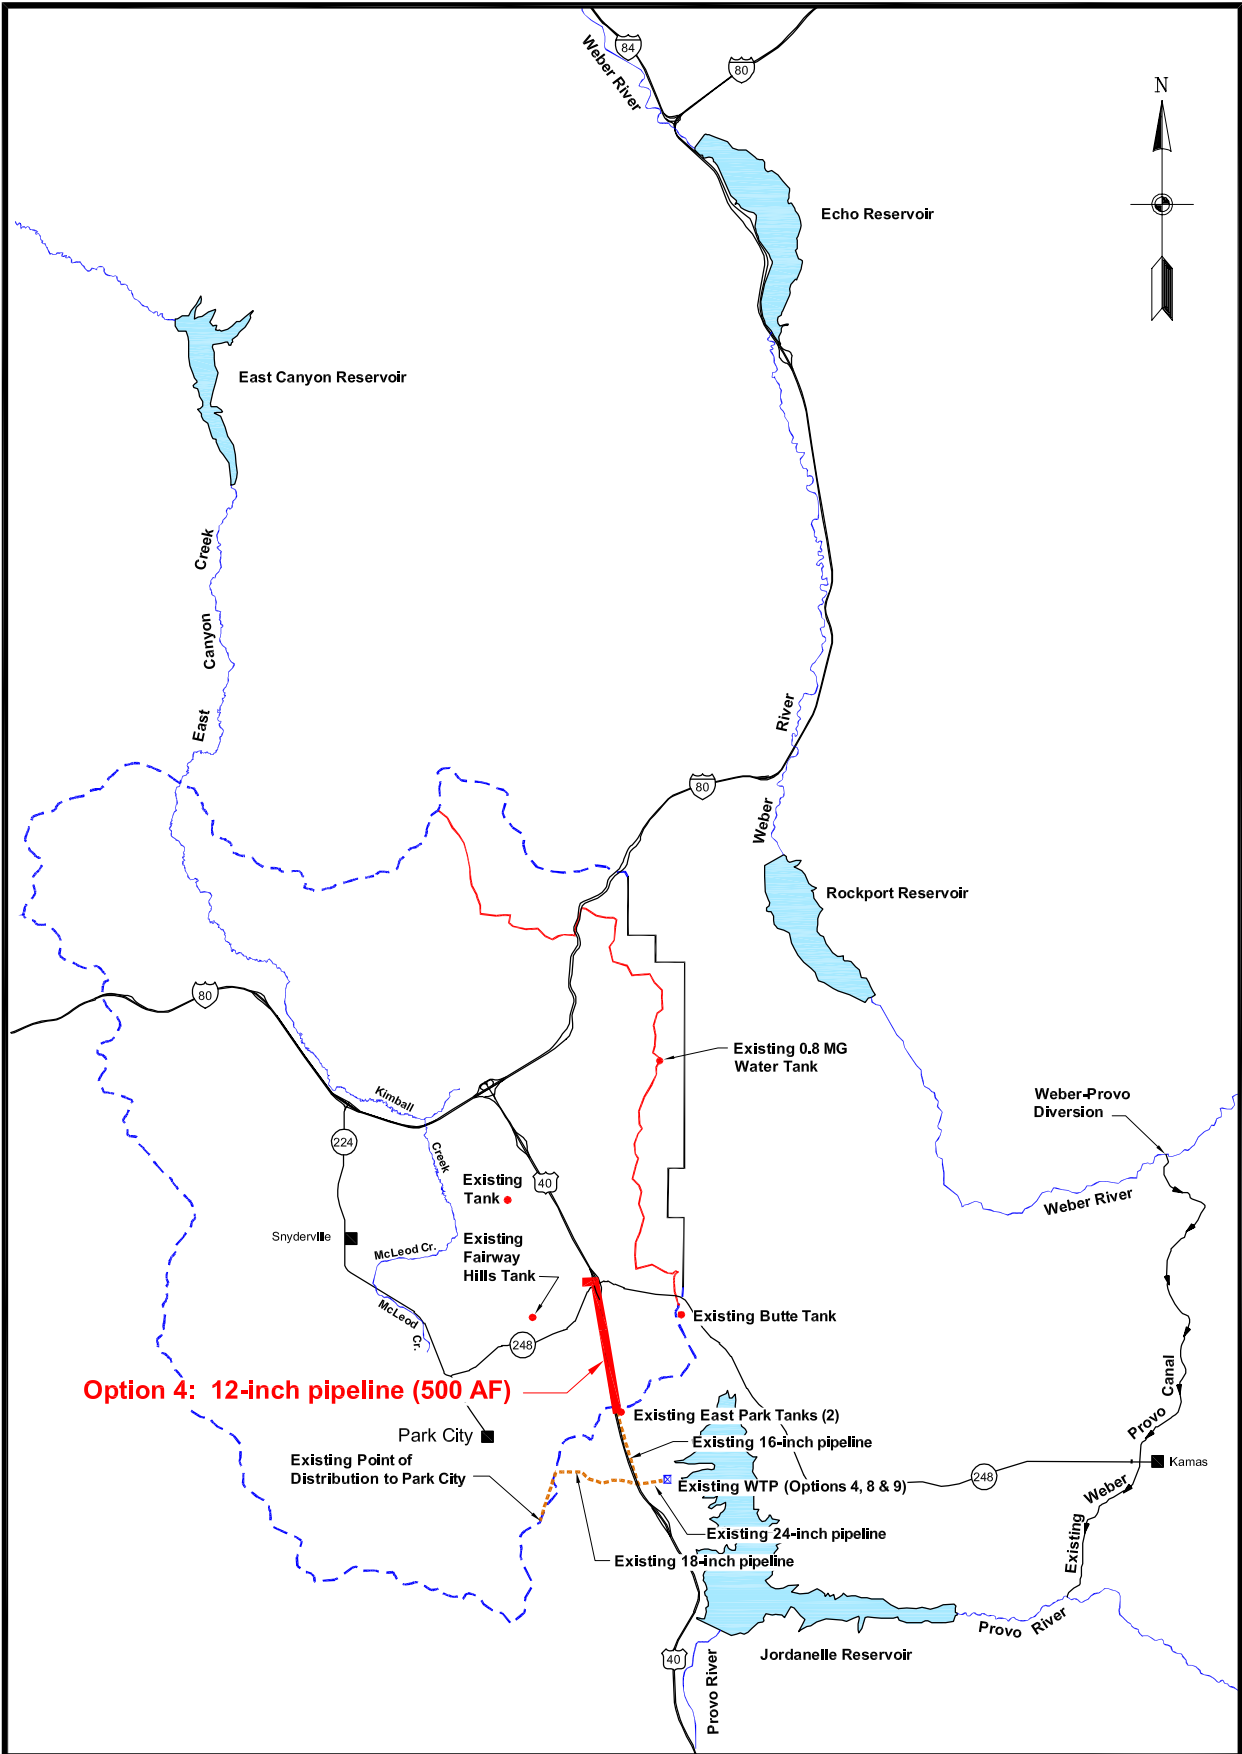 84
80
Weber River
N
Echo Reservoir
East Canyon Reservoir
East Canyon Creek
River
Weber
80
Rockport Reservoir
80
Existing 0.8 MG
Water Tank
Kimball
Creek
Weber-Provo
Diversion
224
Existing
Tank
40
Weber River
Snyderville
McLeod Cr.
Existing
Fairway
Hills Tank
McLeod Cr.
Existing Butte Tank
248
Option 4: 12-inch pipeline (500 AF)
Existing East Park Tanks (2)
Park City
Existing 16-inch pipeline
Existing Point of
Distribution to Park City
Existing WTP (Options 4, 8 & 9)
248
Kamas
Existing Weber Provo Canal
Existing 24-inch pipeline
Existing 18-inch pipeline
Provo River
Jordanelle Reservoir
40
Provo River